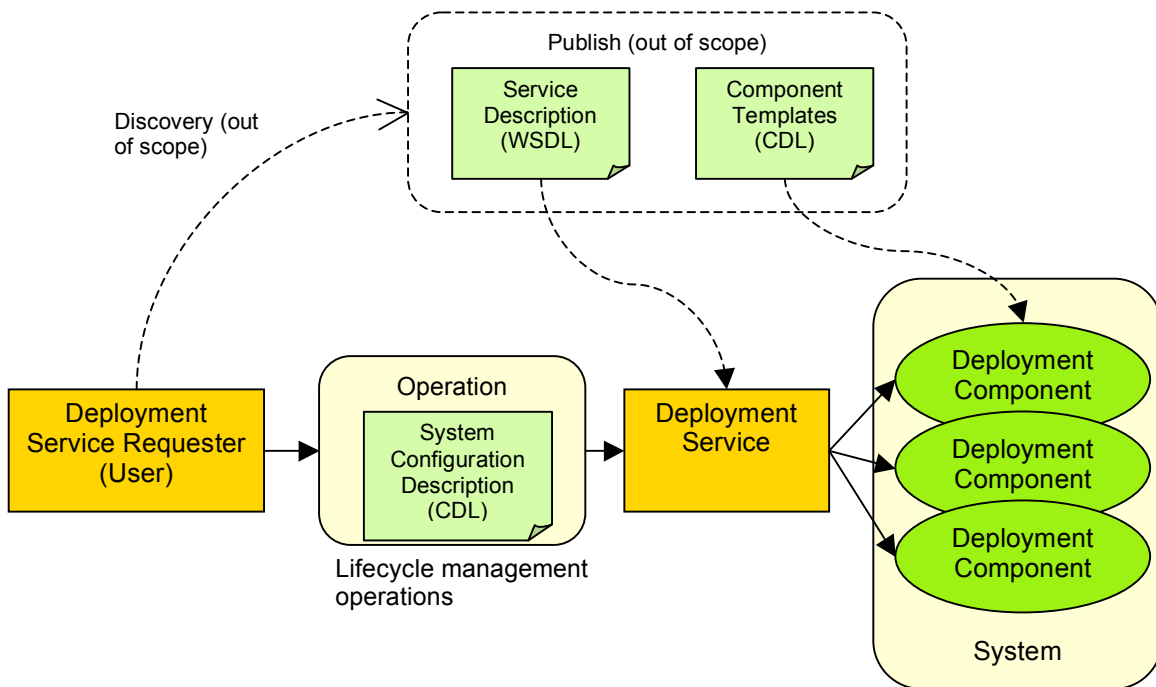 Publish (out of scope)
Service
Description
(WSDL)
Component
Templates
(CDL)
Discovery (out
of scope)
Deployment
Service Requester
(User)
Operation
System
Configuration
Description
(CDL)
Lifecycle management
operations
Deployment
Service
Deployment
Component
Deployment
Component
Deployment
Component
System